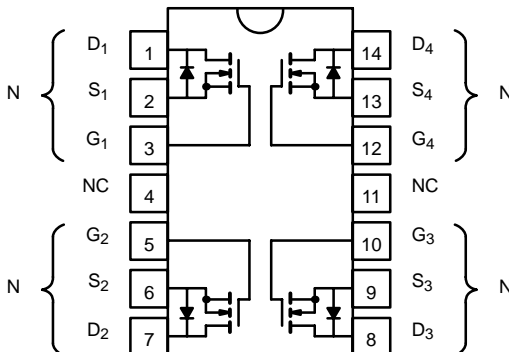 D1 1 14 D4
N S1 2 13 S4 N
G1 3 12 G4
NC 4 11 NC
G2 5 10 G3
N S2 6 9 S3 N
D2 7 8 D3